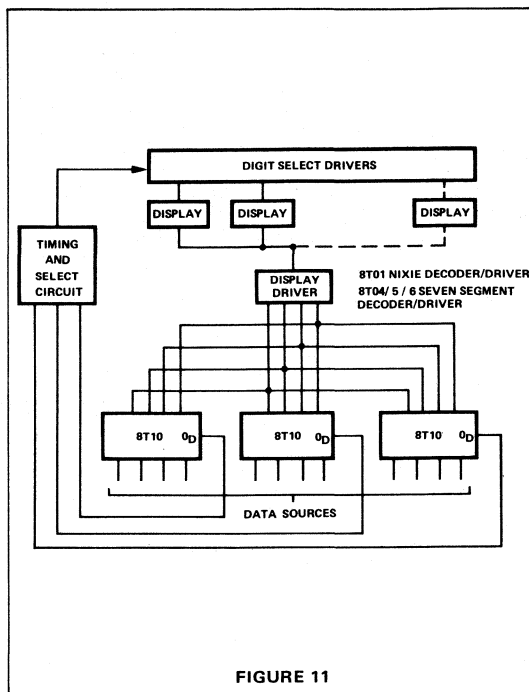 DIGIT SELECT DRIVERS
DISPLAY
DISPLAY
DISPLAY
TIMING
AND
SELECT
CIRCUIT
DISPLAY
DRIVER
8T01 NIXIE DECODER/DRIVER
8T04/ 5 / 6 SEVEN SEGMENT
DECODER/DRIVER
8T10 0D
8T10 0D
8T10 0D
DATA SOURCES
FIGURE 11